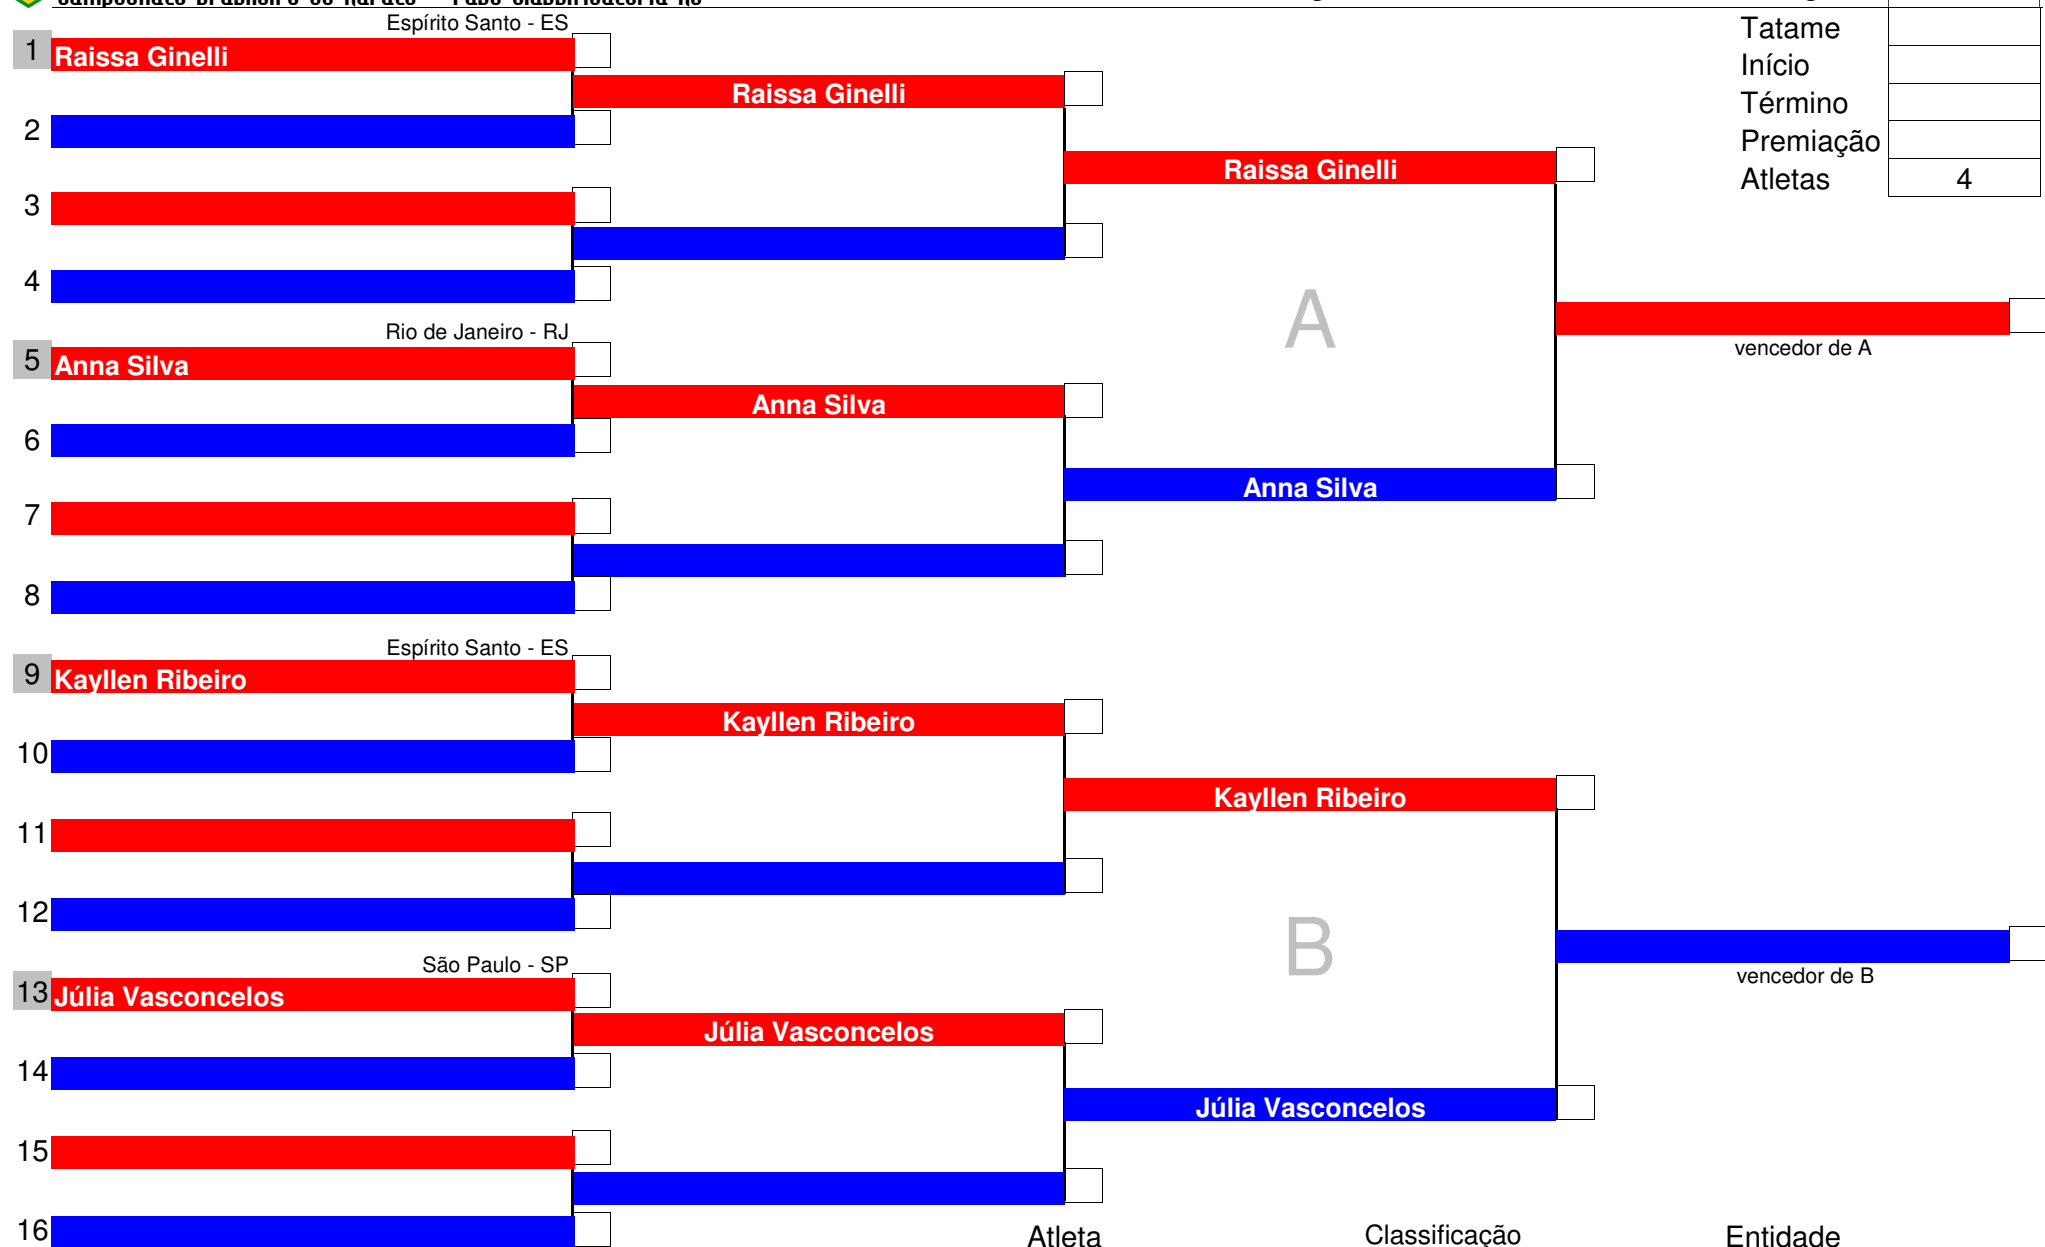 Espírito Santo - ES
1 Raissa Ginelli
Raissa Ginelli
2
Raissa Ginelli
3
4
Tatame
Início
Término
Premiação
Atletas 4
A
vencedor de A
Rio de Janeiro - RJ
5 Anna Silva
Anna Silva
6
Anna Silva
7
8
Espírito Santo - ES
9 Kayllen Ribeiro
Kayllen Ribeiro
10
Kayllen Ribeiro
11
12
B
vencedor de B
São Paulo - SP
13 Júlia Vasconcelos
Júlia Vasconcelos
14
Júlia Vasconcelos
15
16
Atleta Classificação Entidade